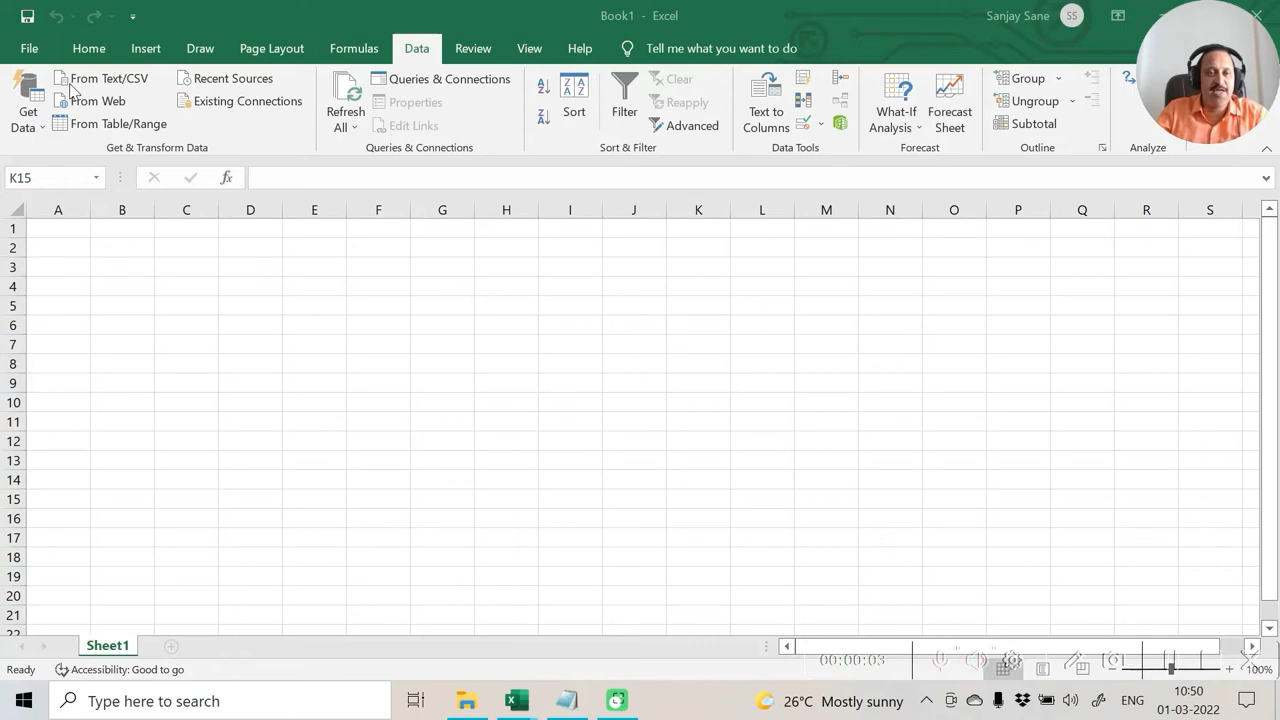 Book1 - Excel
Sanjay Sane
SS
File
Home
Insert
Draw
Page Layout
Formulas
Data
Review
View
Help
Tell me what you want to do
Get
Data
From Text/CSV
From Web
From Table/Range
Recent Sources
Existing Connections
Get & Transform Data
Refresh
All
Queries & Connections
Properties
Edit Links
Queries & Connections
Sort
Filter
Clear
Reapply
Advanced
Sort & Filter
Text to
Columns
Data Tools
What-If
Analysis
Forecast
Sheet
Forecast
Group
Ungroup
Subtotal
Outline
Analyze
K15
fx
A B C D E F G H I J K L M N O P Q R S
1
2
3
4
5
6
7
8
9
10
11
12
13
14
15
16
17
18
19
20
21
22
Sheet1
Ready
Accessibility: Good to go
00:00:03
100%
Type here to search
26°C Mostly sunny
ENG
10:50
01-03-2022